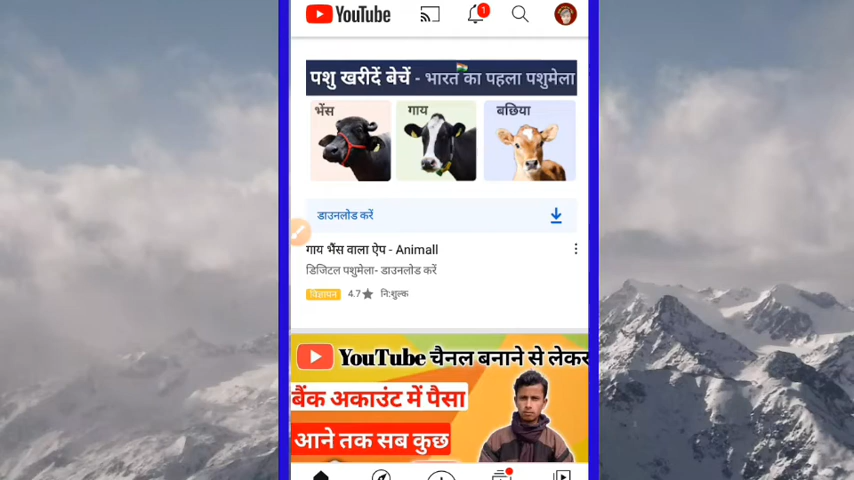 YouTube
1
पशु खरीदें बेचें - भारत का पहला पशुमेला
भैंस
गाय
बछिया
डाउनलोड करें
गाय भैंस वाला ऐप - Animall
डिजिटल पशुमेला- डाउनलोड करें
विज्ञापन 4.7★ नि:शुल्क
YouTube चैनल बनाने से लेकर
बैंक अकाउंट में पैसा
आने तक सब कुछ